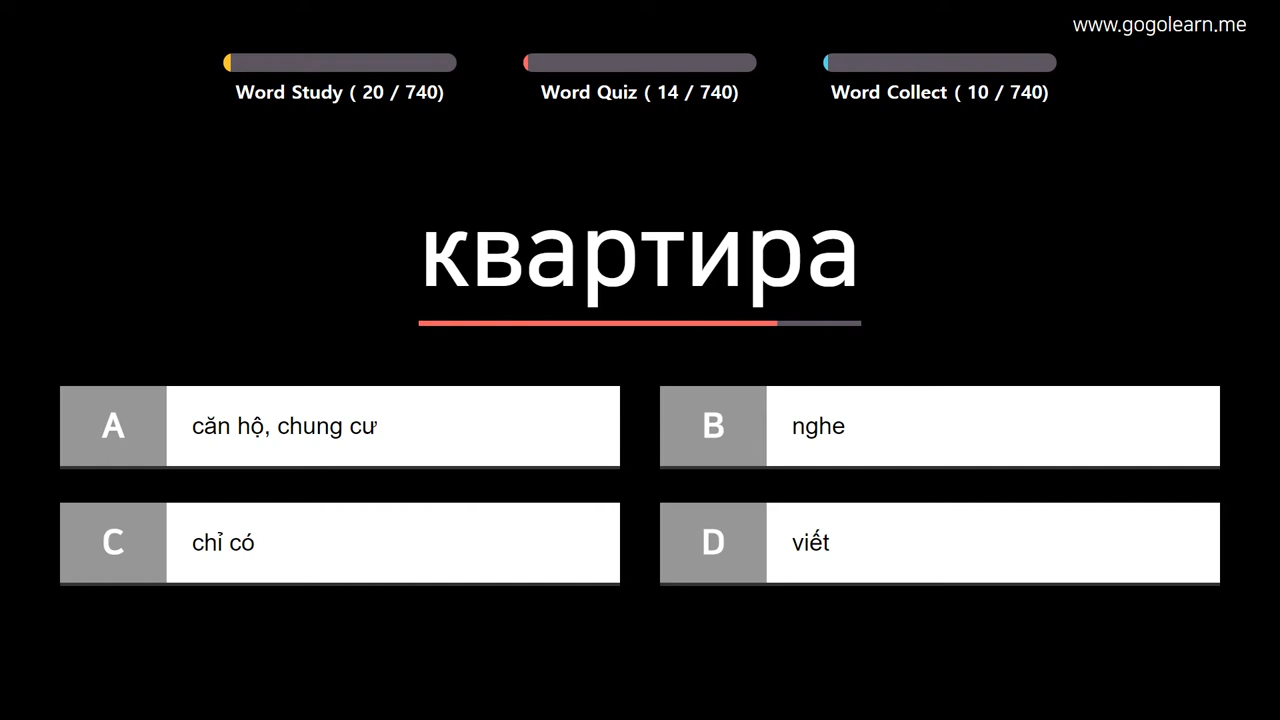 www.gogolearn.me
Word Study ( 20 / 740)
Word Quiz ( 14 / 740)
Word Collect ( 10 / 740)
квартира
A căn hộ, chung cư
B nghe
C chỉ có
D viết